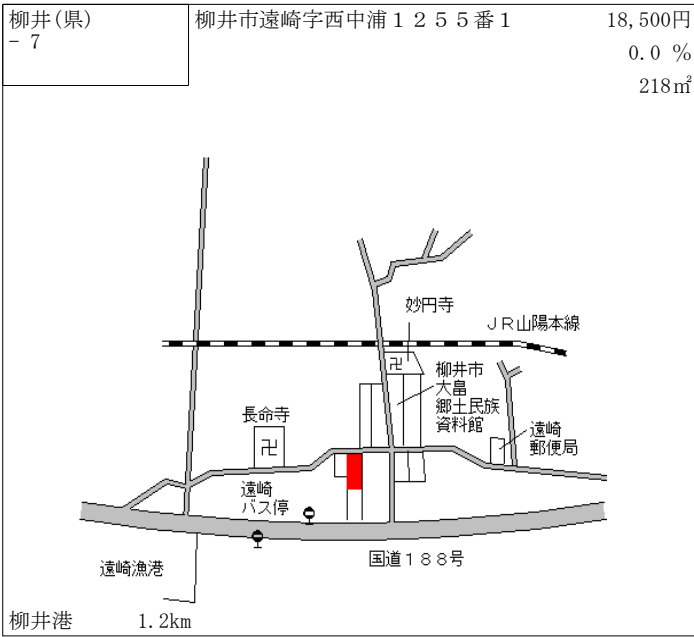 柳井(県)
- 7
柳井市遠崎字西中浦１２５５番１
18,500円
0.0 %
218㎡
妙円寺
ＪＲ山陽本線
卍
柳井市
大畠
郷土民族
資料館
長命寺
卍
遠崎
郵便局
遠崎
バス停
国道１８８号
遠崎漁港
柳井港 1.2km